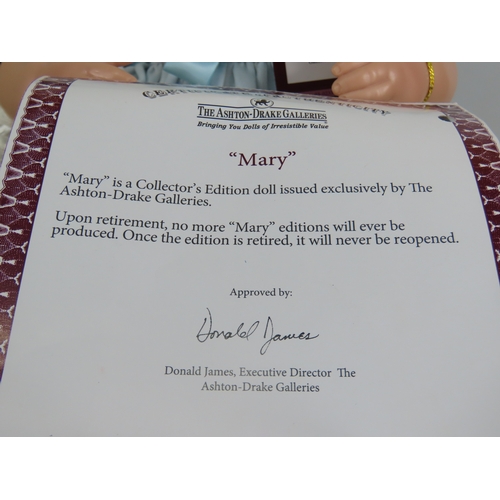 THE ASHTON-DRAKE GALLERIES
Bringing You Dolls of Irresistible Value
“Mary”
“Mary” is a Collector’s Edition doll issued exclusively by The
Ashton-Drake Galleries.
Upon retirement, no more “Mary” editions will ever be
produced. Once the edition is retired, it will never be reopened.
Approved by:
Donald James
Donald James, Executive Director The
Ashton-Drake Galleries